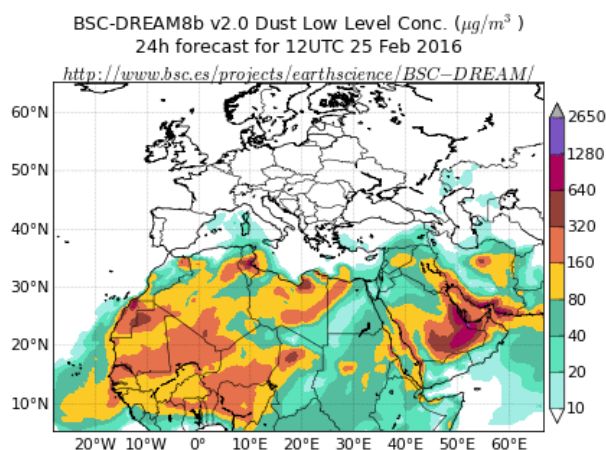 BSC-DREAM8b v2.0 Dust Low Level Conc. (μg/m³ )
24h forecast for 12UTC 25 Feb 2016
http://www.bsc.es/projects/earthscience/BSC−DREAM/
60°N
50°N
40°N
30°N
20°N
10°N
20°W 10°W 0° 10°E 20°E 30°E 40°E 50°E 60°E
2650
1280
640
320
160
80
40
20
10